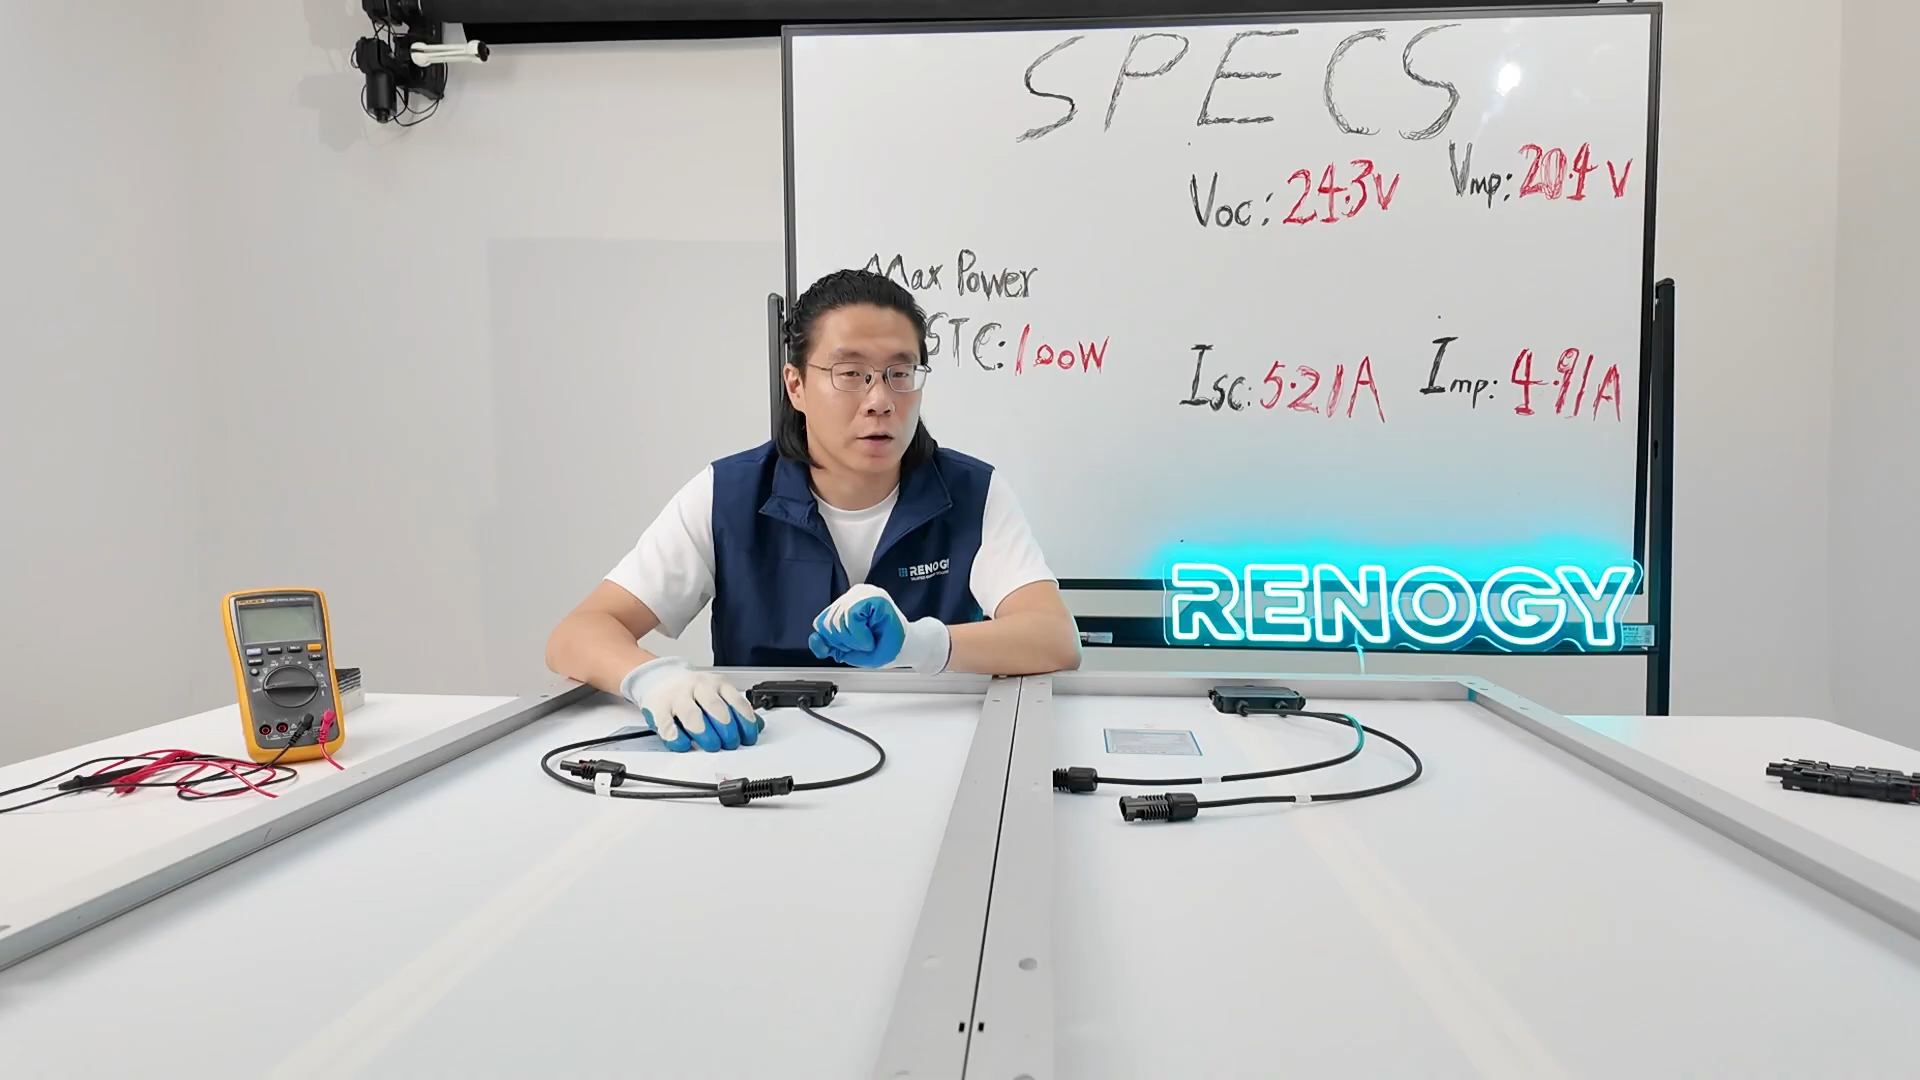 SPECS
Voc: 24.3V
Vmp: 20.4V
Max Power
STC: 100W
Isc: 5.21A
Imp: 4.91A
RENOGY
RENOGY